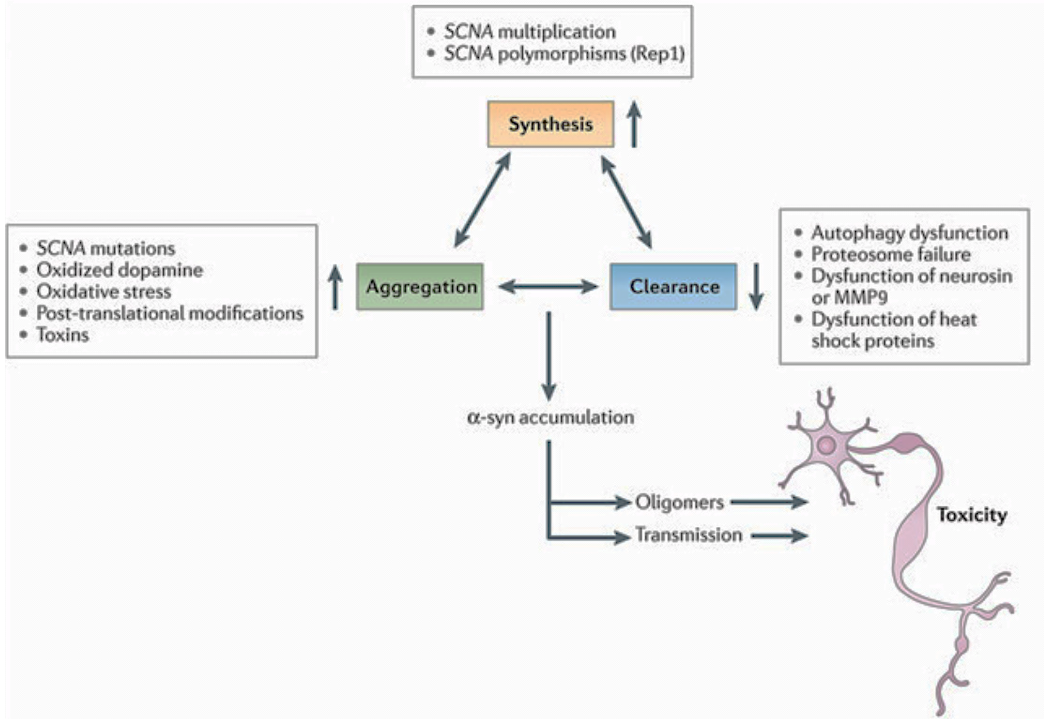 • SCNA multiplication
• SCNA polymorphisms (Rep1)
Synthesis
• SCNA mutations
• Oxidized dopamine
• Oxidative stress
• Post-translational modifications
• Toxins
Aggregation
Clearance
• Autophagy dysfunction
• Proteosome failure
• Dysfunction of neurosin
or MMP9
• Dysfunction of heat
shock proteins
α-syn accumulation
Oligomers
Transmission
Toxicity